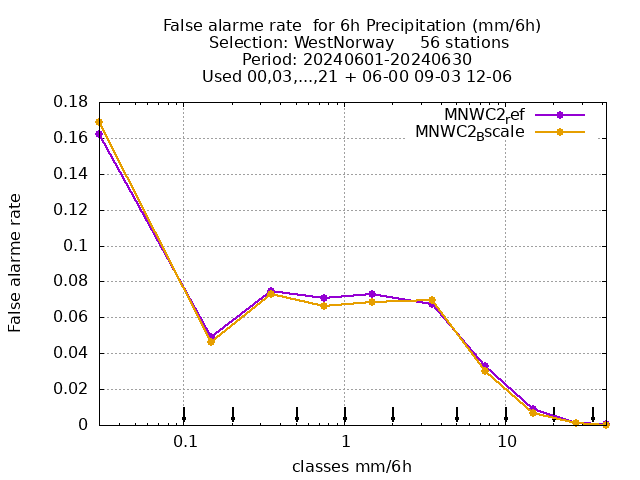 False alarme rate  for 6h Precipitation (mm/6h)
Selection: WestNorway     56 stations
Period: 20240601-20240630
Used 00,03,...,21 + 06-00 09-03 12-06
MNWC2ref
MNWC2Bscale
0.18
0.16
0.14
0.12
0.1
0.08
0.06
0.04
0.02
0
False alarme rate
0.1
1
10
classes mm/6h